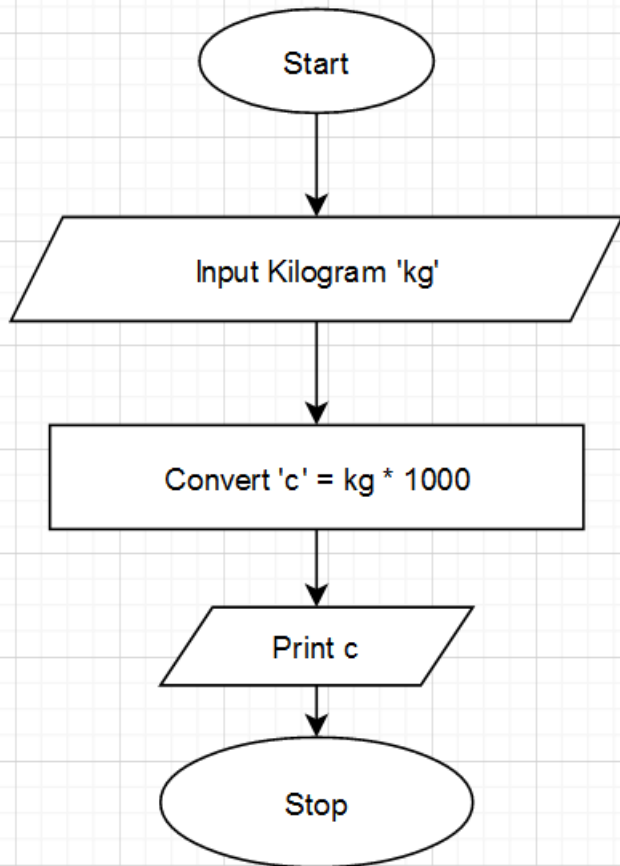 Start
Input Kilogram 'kg'
Convert 'c' = kg * 1000
Print c
Stop